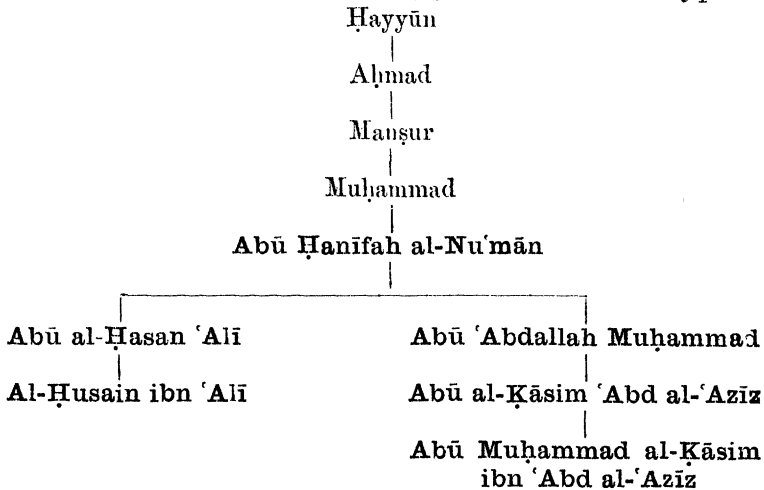 Ḥayyūn
Aḥmad
Manṣur
Muḥammad
Abū Ḥanīfah al-Nuʿmān
Abū al-Ḥasan ʿAlī
Abū ʿAbdallah Muḥammad
Al-Ḥusain ibn ʿAlī
Abū al-Ḳāsim ʿAbd al-ʿAzīz
Abū Muḥammad al-Ḳāsim
ibn ʿAbd al-ʿAzīz